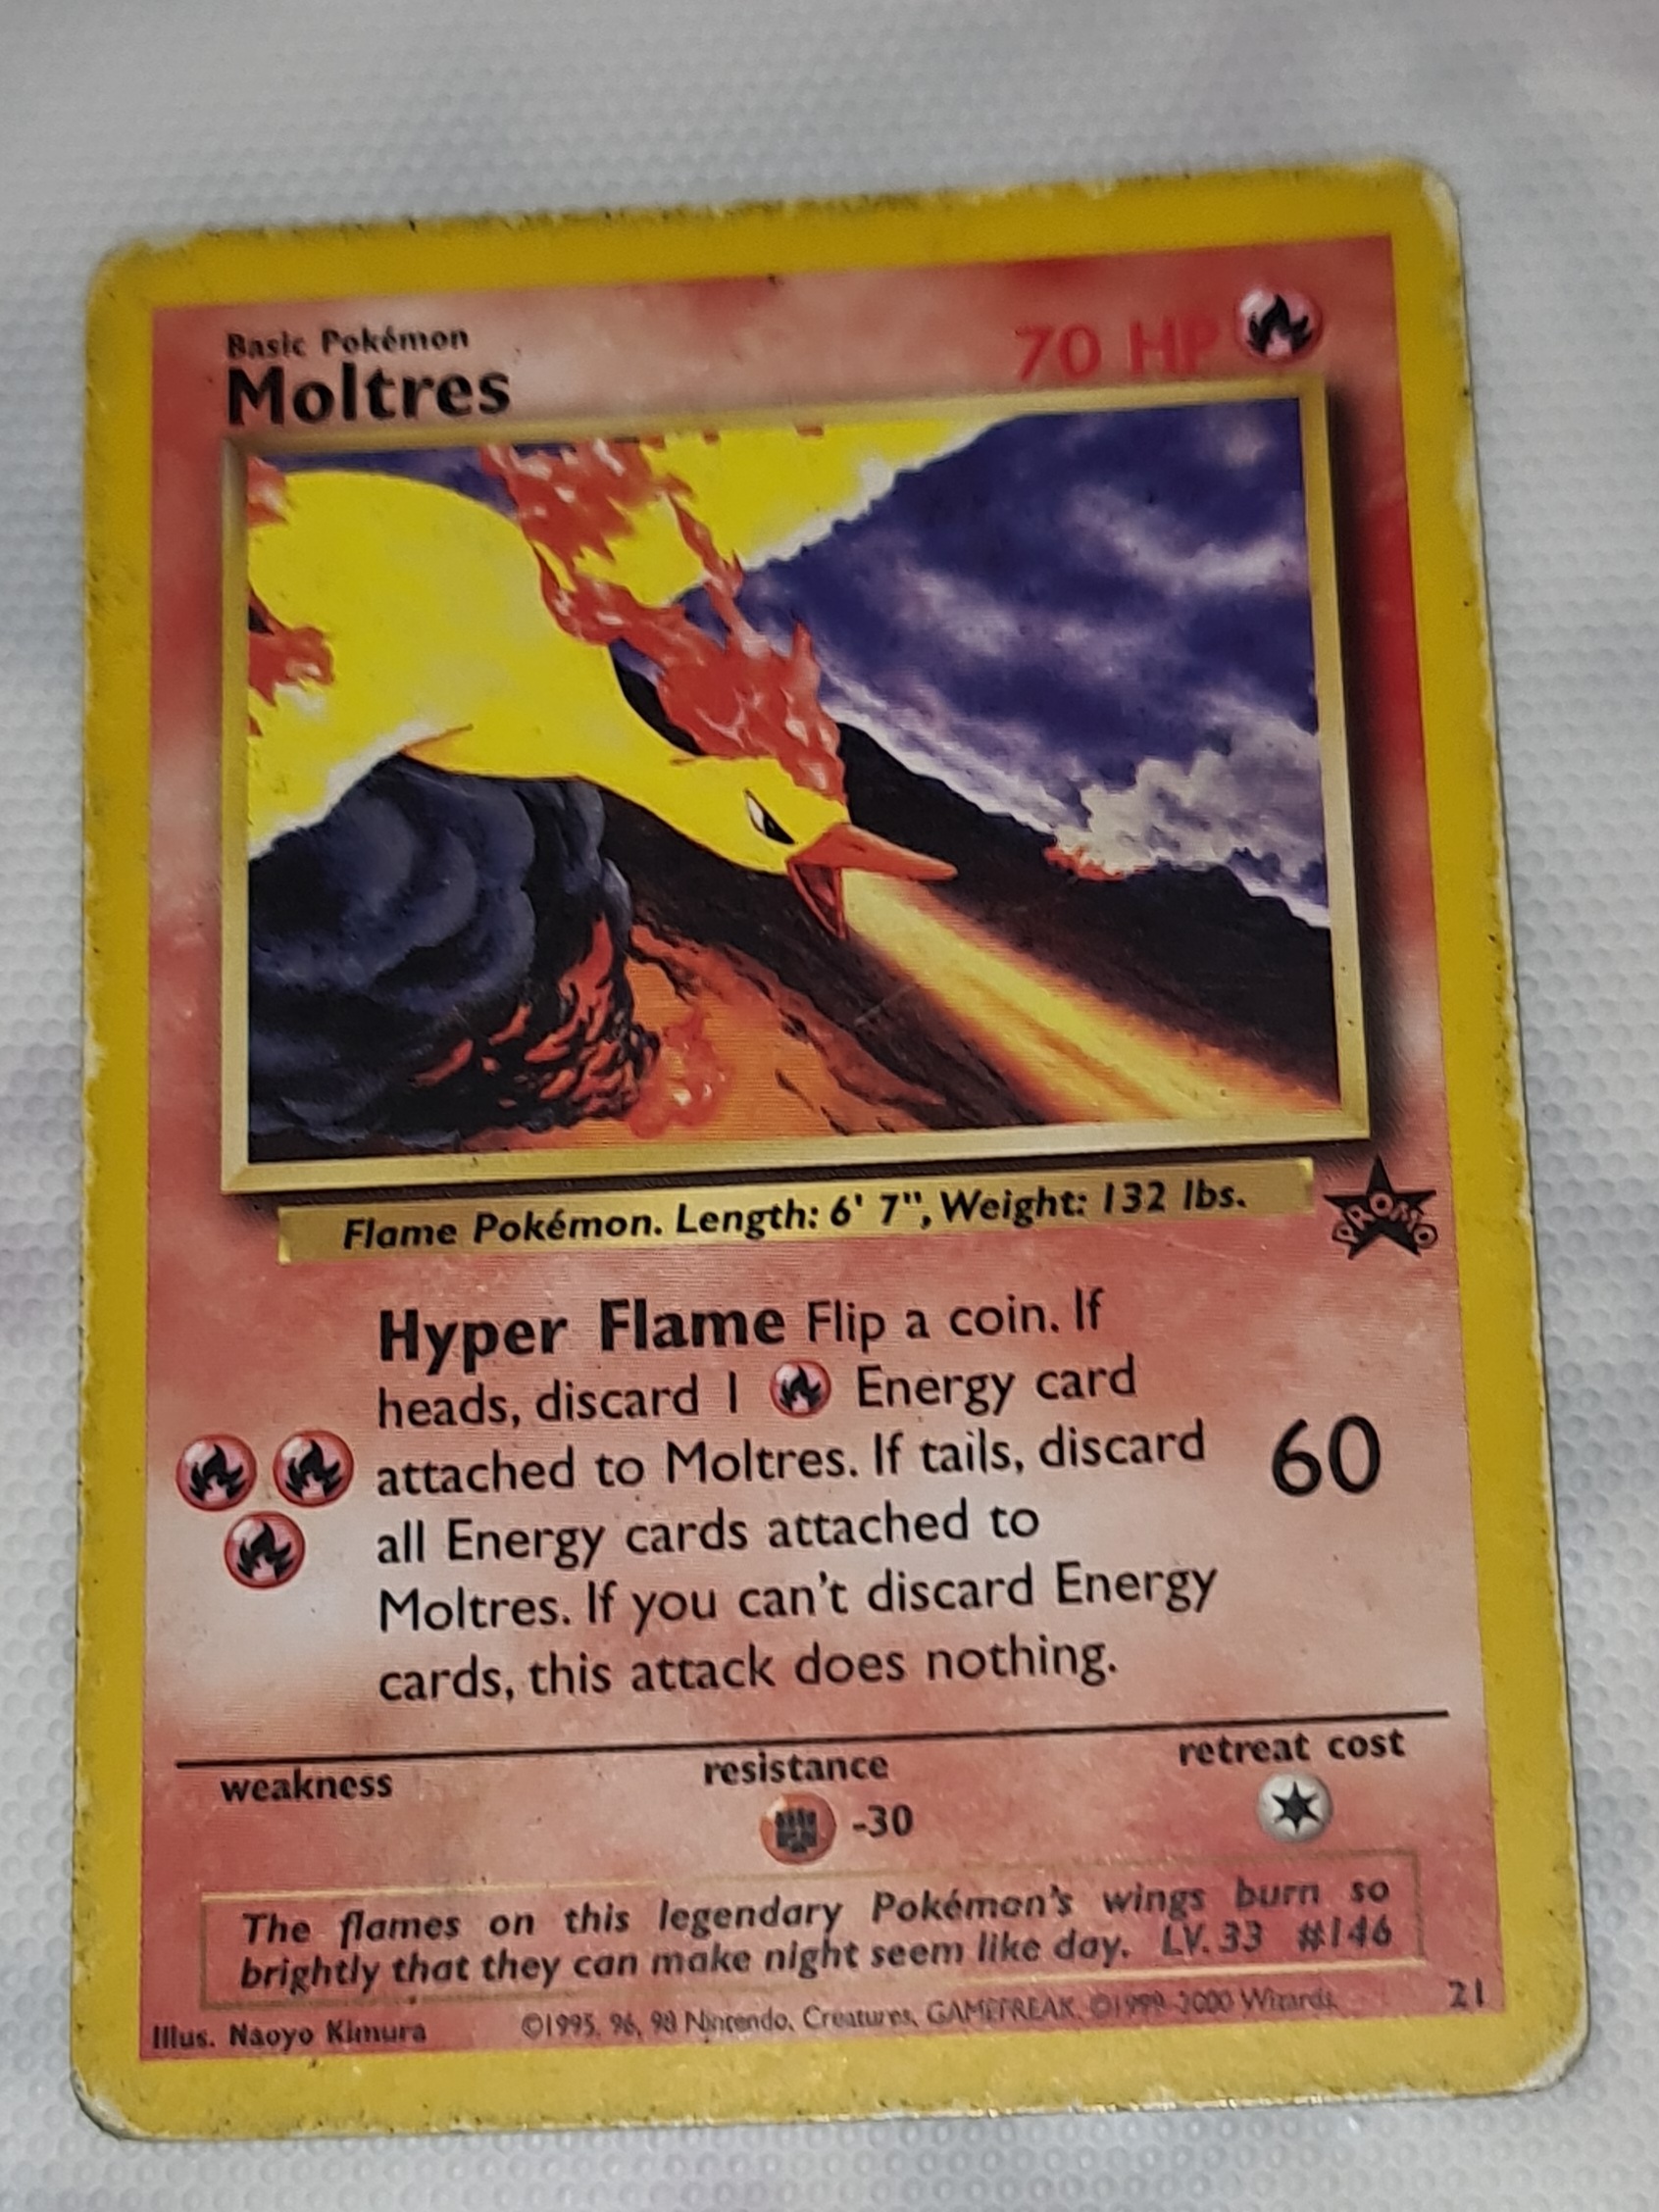 Basic Pokémon
Moltres
70 HP
Flame Pokémon. Length: 6' 7", Weight: 132 lbs.
PROMO
Hyper Flame Flip a coin. If
heads, discard 1 Energy card
attached to Moltres. If tails, discard
all Energy cards attached to
Moltres. If you can't discard Energy
cards, this attack does nothing.
60
weakness
resistance
-30
retreat cost
The flames on this legendary Pokémon's wings burn so
brightly that they can make night seem like day. LV. 33 #146
Illus. Naoyo Kimura
©1995, 96, 98 Nintendo, Creatures, GAMEFREAK. ©1999-2000 Wizards.
21